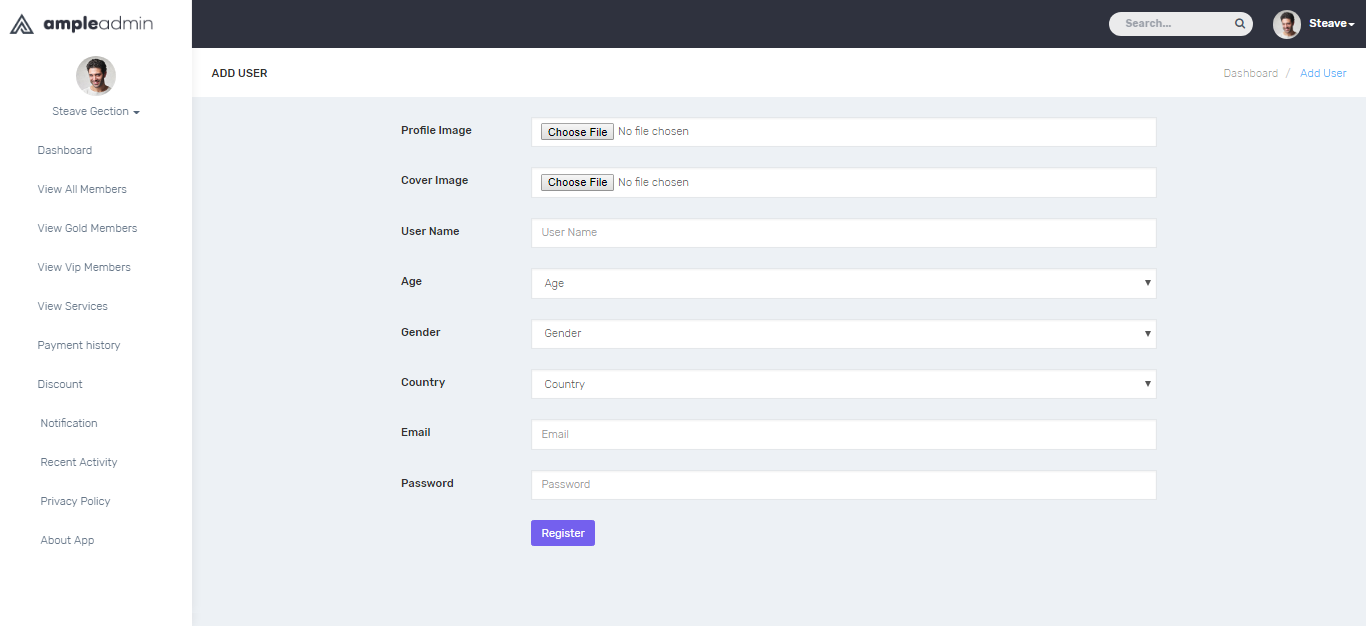 ampleadmin
Search...
Steave
Steave Gection
Dashboard
View All Members
View Gold Members
View Vip Members
View Services
Payment history
Discount
Notification
Recent Activity
Privacy Policy
About App
ADD USER
Dashboard / Add User
Profile Image Choose File No file chosen
Cover Image Choose File No file chosen
User Name User Name
Age Age
Gender Gender
Country Country
Email Email
Password Password
Register